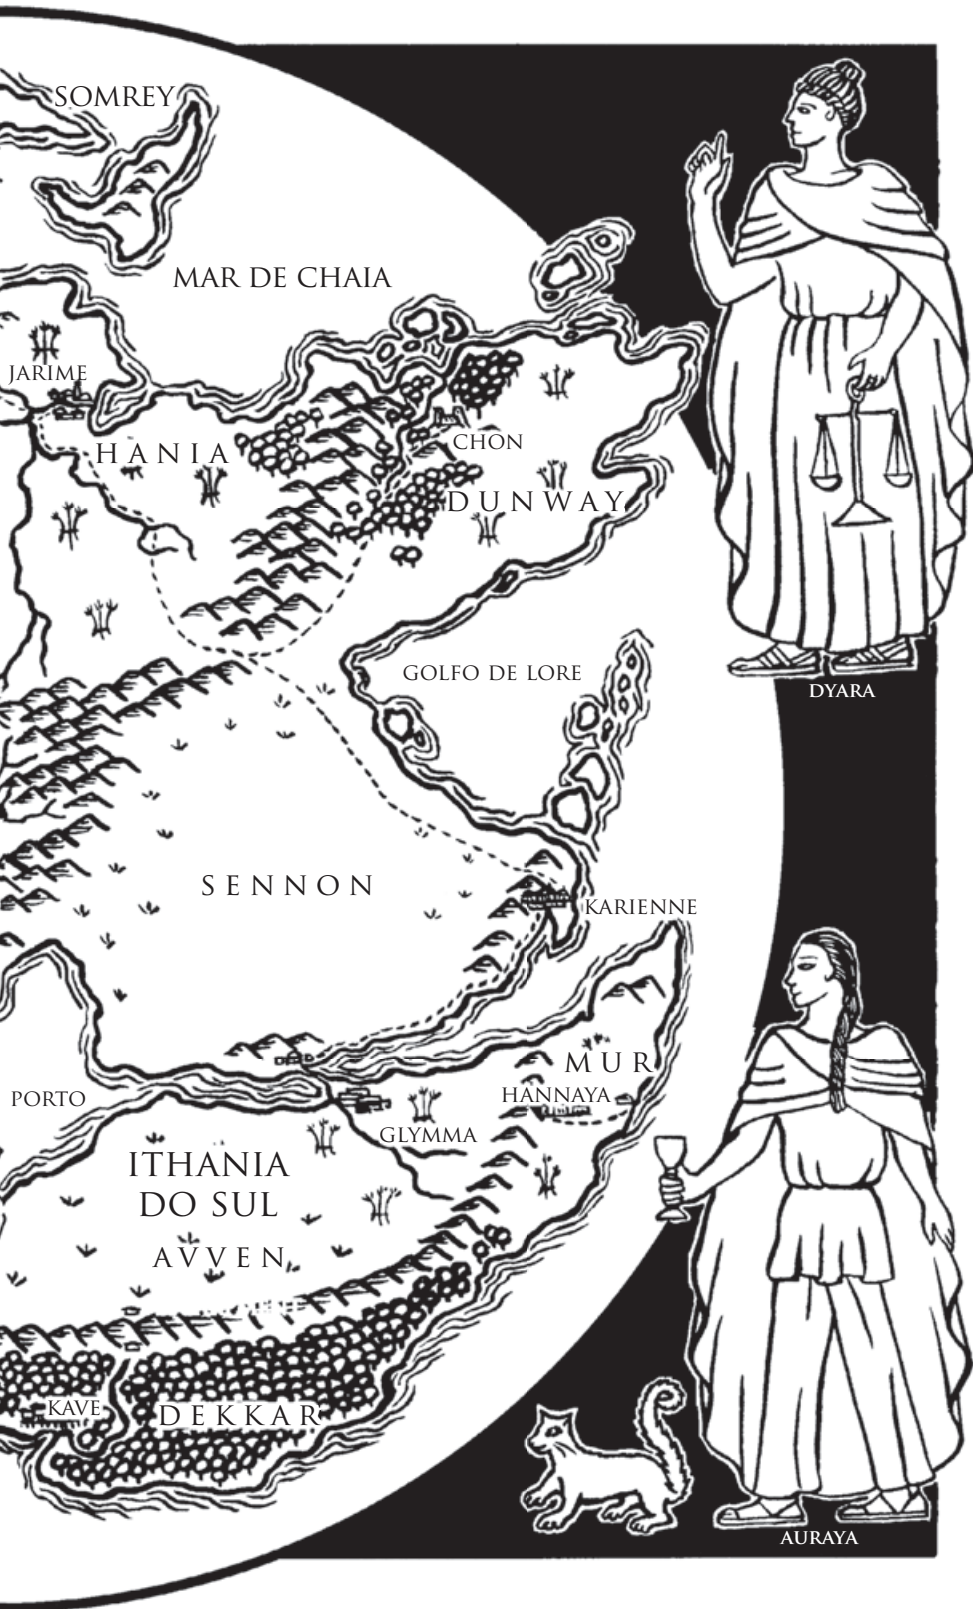 SOMREY
MAR DE CHAIA
JARIME
HANIA
CHON
DUNWAY
GOLFO DE LORE
DYARA
SENNON
KARIENNE
MUR
PORTO
HANNAYA
GLYMMA
ITHANIA
DO SUL
AVVEN
KAVE
DEKKAR
AURAYA